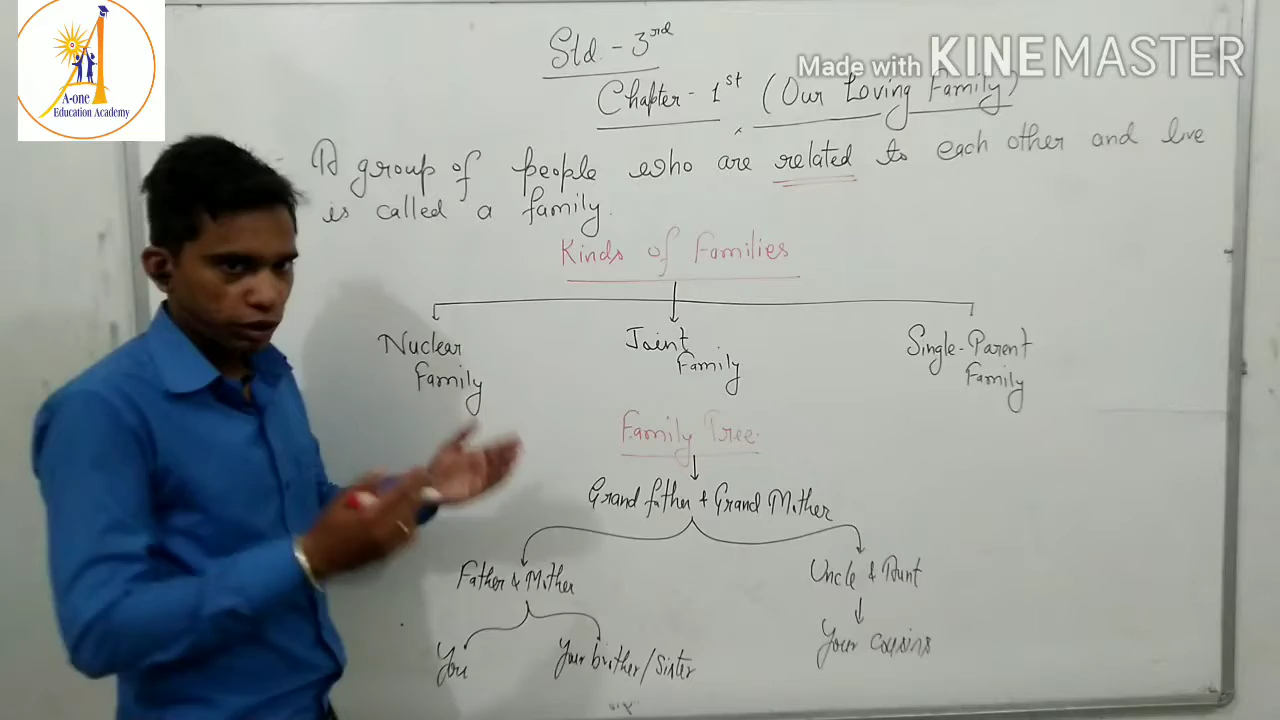 A-one
Education Academy
Made with KINEMASTER
Std - 3rd
Chapter - 1st (Our Loving Family)
A group of people who are related to each other and live
is called a family.
Kinds of Families
Nuclear Family
Joint Family
Single-Parent Family
Family Tree
Grand father + Grand Mother
Father & Mother
Uncle & Aunt
You
Your brother/Sister
Your cousins